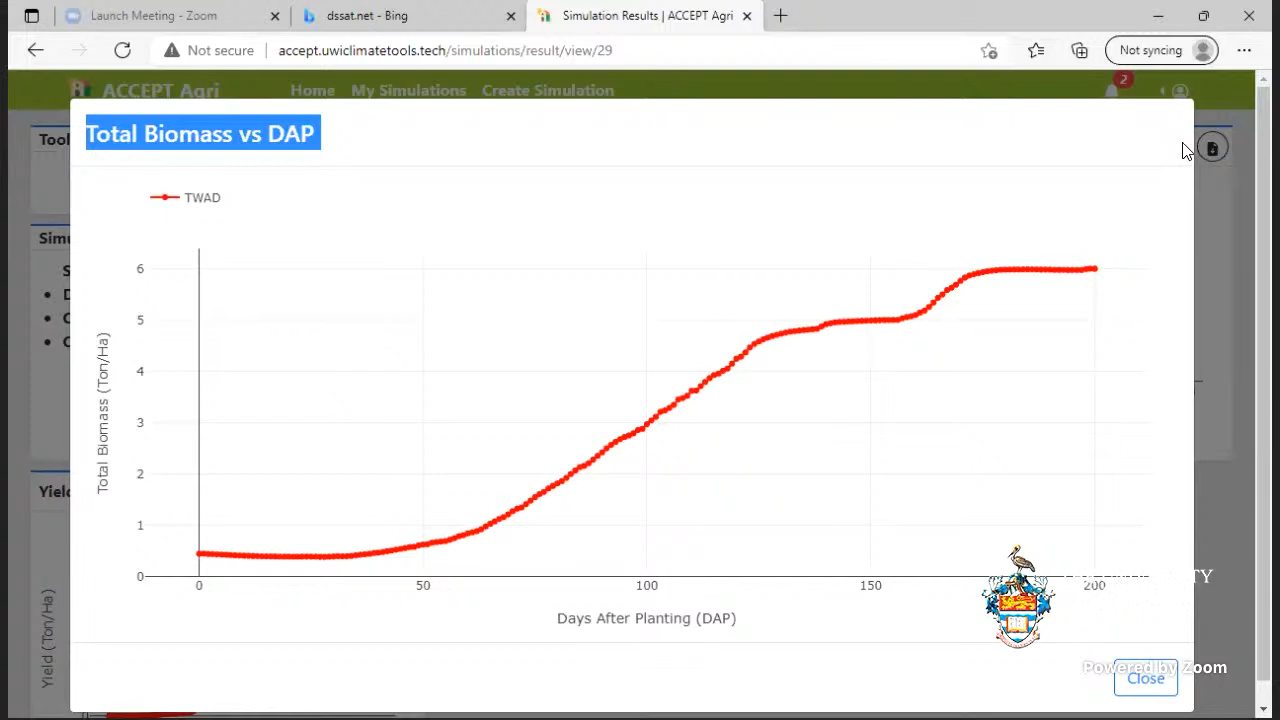 Launch Meeting - Zoom
dssat.net - Bing
Simulation Results | ACCEPT Agri
Not secure
accept.uwiclimatetools.tech/simulations/result/view/29
Not syncing
ACCEPT Agri
Home
My Simulations
Create Simulation
2
Tool
Total Biomass vs DAP
TWAD
Simu
S
D
C
C
Yield
Yield (Ton/Ha)
Total Biomass (Ton/Ha)
6
5
4
3
2
1
0
0
50
100
150
200
Days After Planting (DAP)
Powered by Zoom
Close